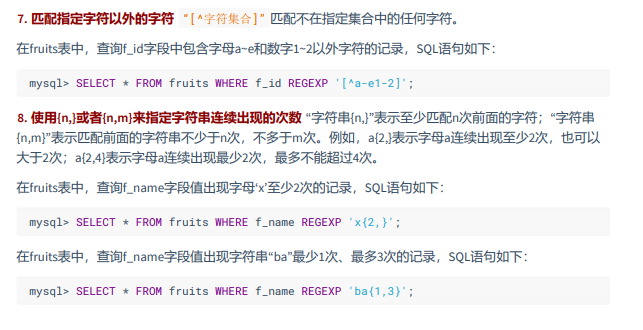 7. 匹配指定字符以外的字符 “[^字符集合]” 匹配不在指定集合中的任何字符。
在fruits表中，查询f_id字段中包含字母a~e和数字1~2以外字符的记录，SQL语句如下：
mysql> SELECT * FROM fruits WHERE f_id REGEXP '[^a-e1-2]';
8. 使用{n,}或者{n,m}来指定字符串连续出现的次数 “字符串{n,}”表示至少匹配n次前面的字符；“字符串
{n,m}”表示匹配前面的字符串不少于n次，不多于m次。例如，a{2,}表示字母a连续出现至少2次，也可以
大于2次；a{2,4}表示字母a连续出现最少2次，最多不能超过4次。
在fruits表中，查询f_name字段值出现字母‘x’至少2次的记录，SQL语句如下：
mysql> SELECT * FROM fruits WHERE f_name REGEXP 'x{2,}';
在fruits表中，查询f_name字段值出现字符串“ba”最少1次、最多3次的记录，SQL语句如下：
mysql> SELECT * FROM fruits WHERE f_name REGEXP 'ba{1,3}';